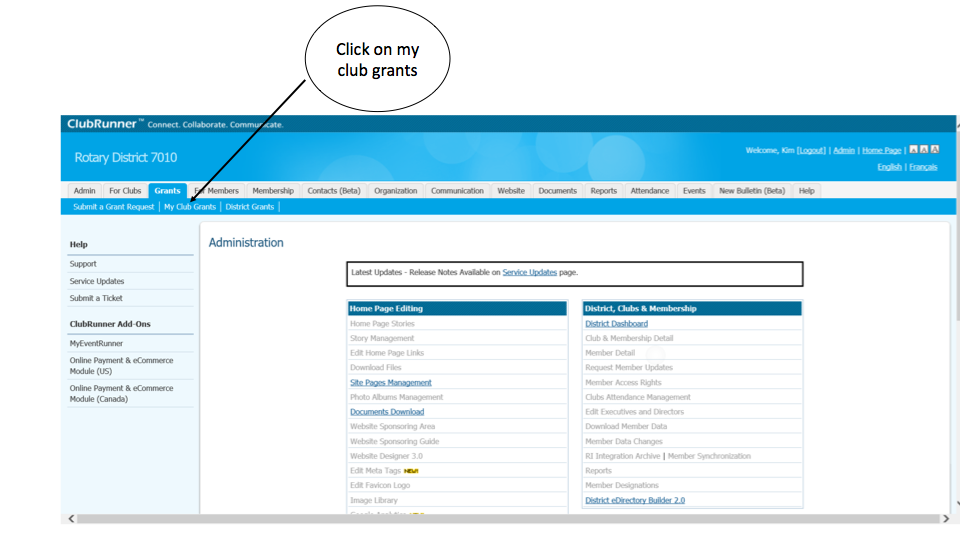 Click on my
club grants
ClubRunner™ Connect. Collaborate. Communicate.
Rotary District 7010
Welcome, Kim [Logout] | Admin | Home Page | A A A
English | Français
Admin For Clubs Grants For Members Membership Contacts (Beta) Organization Communication Website Documents Reports Attendance Events New Bulletin (Beta) Help
Submit a Grant Request | My Club Grants | District Grants |
Help
Support
Service Updates
Submit a Ticket
ClubRunner Add-Ons
MyEventRunner
Online Payment & eCommerce
Module (US)
Online Payment & eCommerce
Module (Canada)
Administration
Latest Updates - Release Notes Available on Service Updates page.
Home Page Editing
Home Page Stories
Story Management
Edit Home Page Links
Download Files
Site Pages Management
Photo Albums Management
Documents Download
Website Sponsoring Area
Website Sponsoring Guide
Website Designer 3.0
Edit Meta Tags NEW!
Edit Favicon Logo
Image Library
District, Clubs & Membership
District Dashboard
Club & Membership Detail
Member Detail
Request Member Updates
Member Access Rights
Clubs Attendance Management
Edit Executives and Directors
Download Member Data
Member Data Changes
RI Integration Archive | Member Synchronization
Reports
Member Designations
District eDirectory Builder 2.0